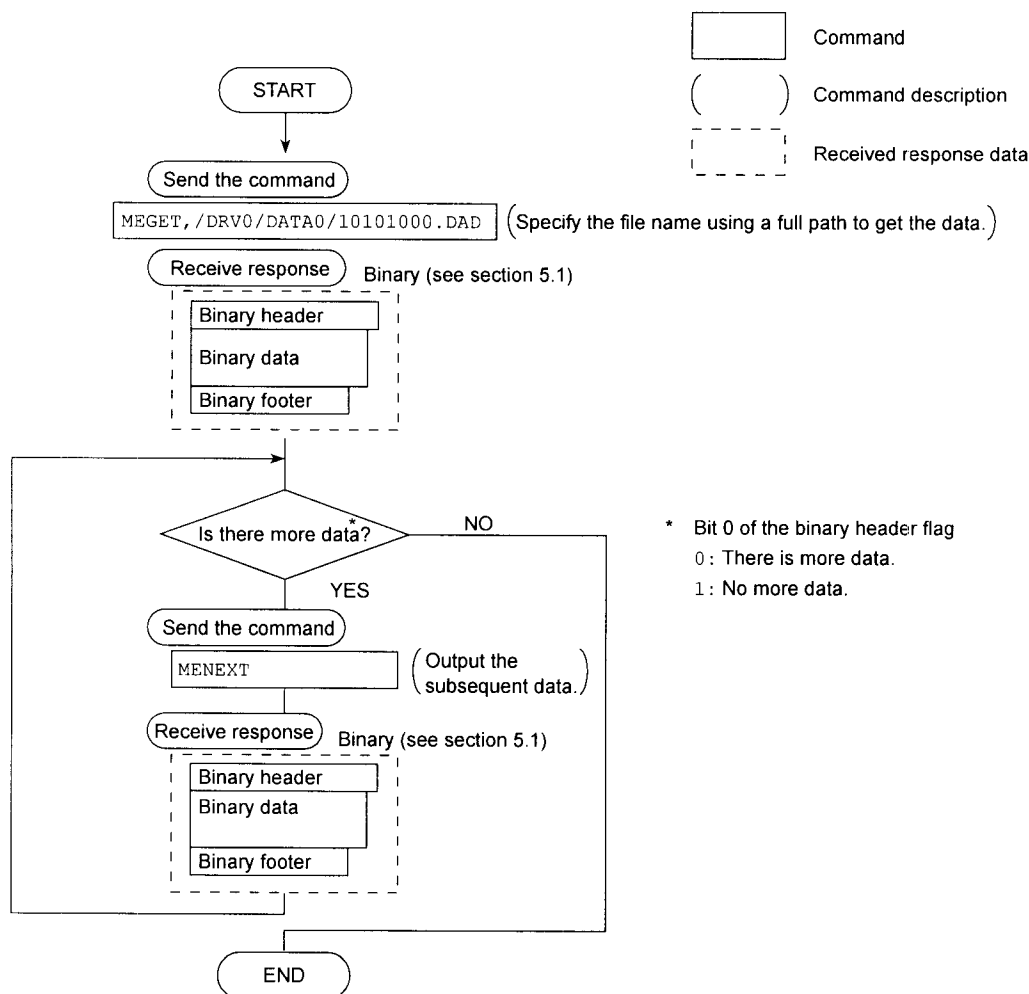 Command
START
Command description
Received response data
Send the command
MEGET,/DRV0/DATA0/10101000.DAD
(Specify the file name using a full path to get the data.)
Receive response
Binary (see section 5.1)
Binary header
Binary data
Binary footer
Is there more data?*
NO
* Bit 0 of the binary header flag
0: There is more data.
1: No more data.
YES
Send the command
MENEXT
(Output the
subsequent data.)
Receive response
Binary (see section 5.1)
Binary header
Binary data
Binary footer
END